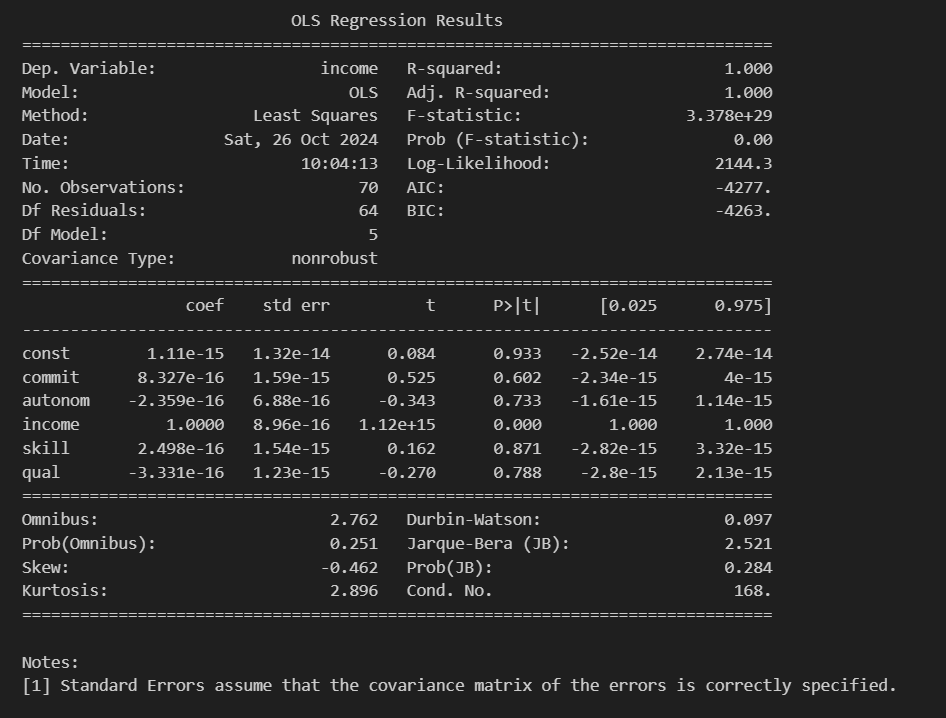 OLS Regression Results
==============================================================================
Dep. Variable:                 income   R-squared:                       1.000
Model:                            OLS   Adj. R-squared:                  1.000
Method:                 Least Squares   F-statistic:                 3.378e+29
Date:                Sat, 26 Oct 2024   Prob (F-statistic):               0.00
Time:                        10:04:13   Log-Likelihood:                 2144.3
No. Observations:                  70   AIC:                            -4277.
Df Residuals:                      64   BIC:                            -4263.
Df Model:                           5
Covariance Type:            nonrobust
==============================================================================
                 coef    std err          t      P>|t|      [0.025      0.975]
------------------------------------------------------------------------------
const        1.11e-15   1.32e-14      0.084      0.933   -2.52e-14    2.74e-14
commit      8.327e-16   1.59e-15      0.525      0.602   -2.34e-15       4e-15
autonom    -2.359e-16   6.88e-16     -0.343      0.733   -1.61e-15    1.14e-15
income         1.0000   8.96e-16   1.12e+15      0.000       1.000       1.000
skill       2.498e-16   1.54e-15      0.162      0.871   -2.82e-15    3.32e-15
qual       -3.331e-16   1.23e-15     -0.270      0.788    -2.8e-15    2.13e-15
==============================================================================
Omnibus:                        2.762   Durbin-Watson:                   0.097
Prob(Omnibus):                  0.251   Jarque-Bera (JB):                2.521
Skew:                          -0.462   Prob(JB):                        0.284
Kurtosis:                       2.896   Cond. No.                         168.
==============================================================================

Notes:
[1] Standard Errors assume that the covariance matrix of the errors is correctly specified.